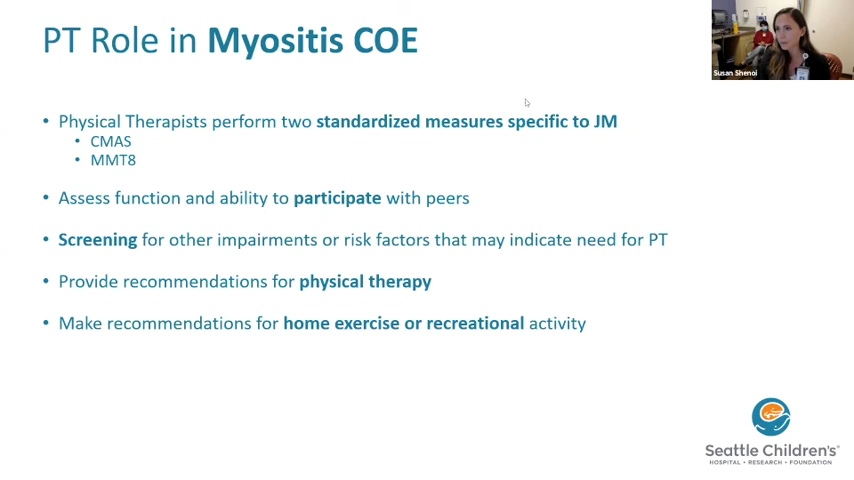 PT Role in Myositis COE
Susan Shenoi
• Physical Therapists perform two standardized measures specific to JM
• CMAS
• MMT8
• Assess function and ability to participate with peers
• Screening for other impairments or risk factors that may indicate need for PT
• Provide recommendations for physical therapy
• Make recommendations for home exercise or recreational activity
Seattle Children's®
HOSPITAL • RESEARCH • FOUNDATION